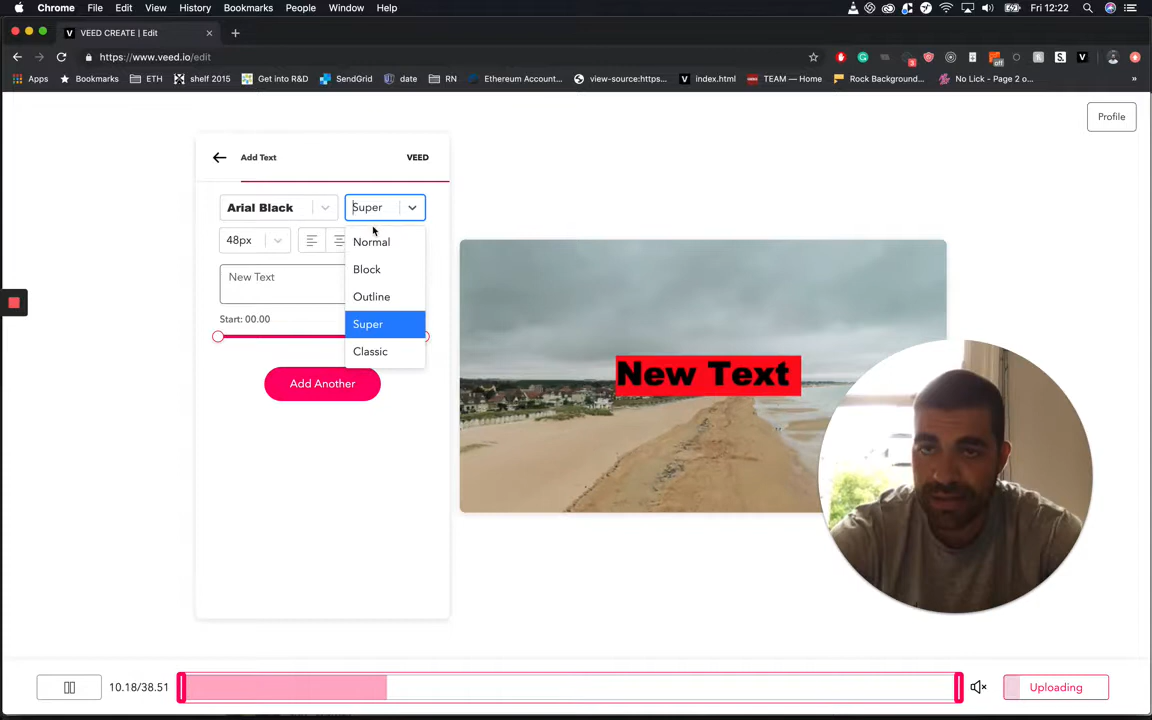 Chrome File Edit View History Bookmarks People Window Help Fri 12:22
VEED CREATE | Edit
https://www.veed.io/edit
Apps Bookmarks ETH shelf 2015 Get into R&D SendGrid date RN Ethereum Account... view-source:https... index.html TEAM — Home Rock Background... No Lick - Page 2 o...
Profile
Add Text VEED
Arial Black Super
48px Normal
Block
New Text
Outline
Start: 00.00
Super
Classic
Add Another
New Text
10.18/38.51 Uploading